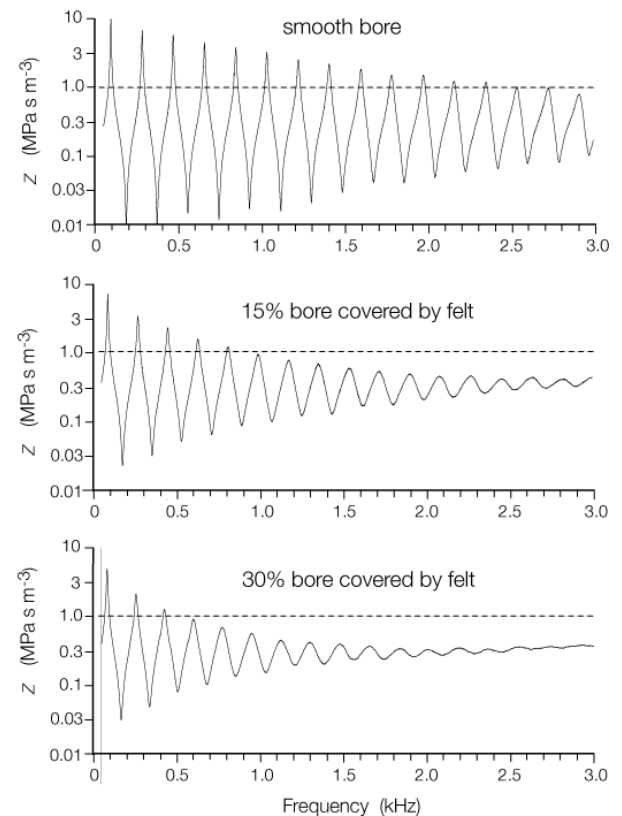 smooth bore
10
3
1.0
0.3
0.1
0.03
0.01
Z (MPa s m-3)
0 0.5 1.0 1.5 2.0 2.5 3.0
15% bore covered by felt
10
3
1.0
0.3
0.1
0.03
0.01
Z (MPa s m-3)
0 0.5 1.0 1.5 2.0 2.5 3.0
30% bore covered by felt
10
3
1.0
0.3
0.1
0.03
0.01
Z (MPa s m-3)
0 0.5 1.0 1.5 2.0 2.5 3.0
Frequency (kHz)